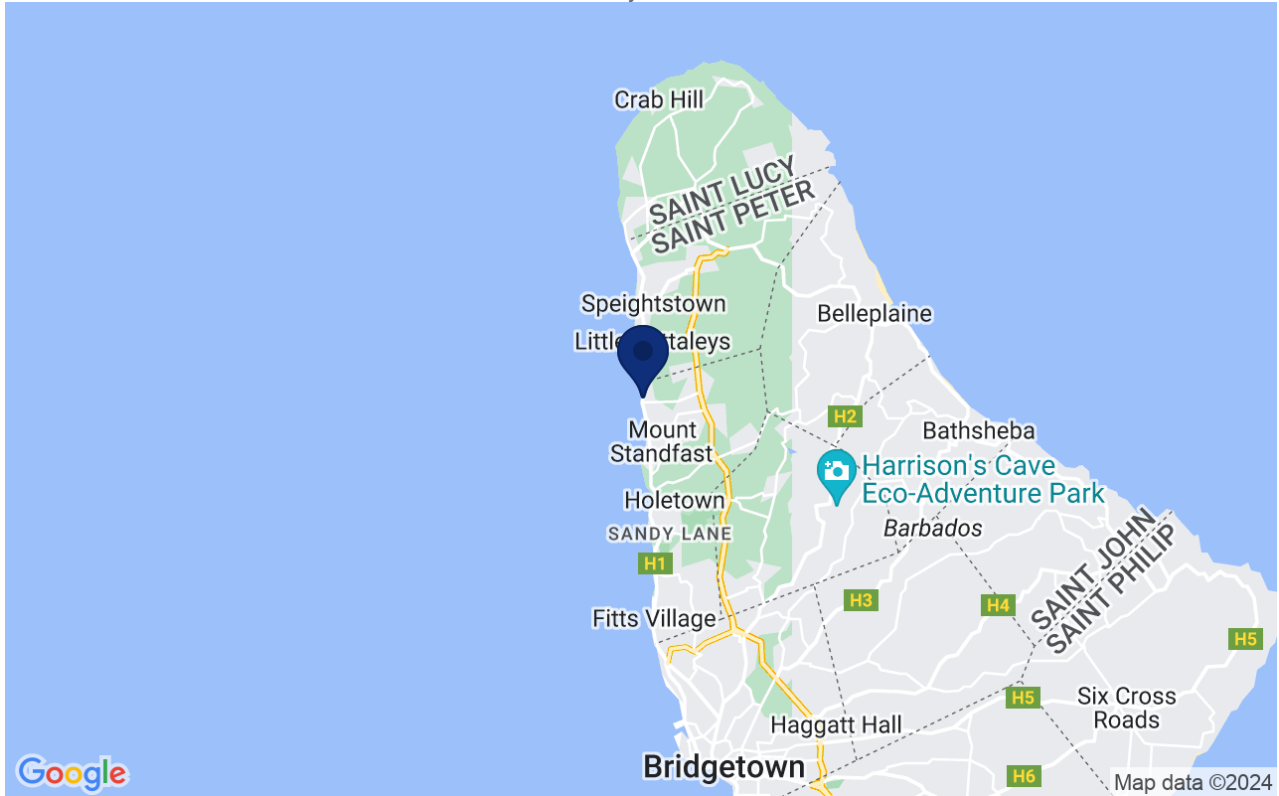 Crab Hill
SAINT LUCY
SAINT PETER
Speightstown
Belleplaine
Little taleys
H2
Mount
Standfast
Bathsheba
Harrison's Cave
Eco-Adventure Park
Holetown
Barbados
SANDY LANE
H1
SAINT JOHN
SAINT PHILIP
H3
H4
Fitts Village
H5
H5
Six Cross
Roads
Haggatt Hall
Bridgetown
H6
Google
Map data ©2024